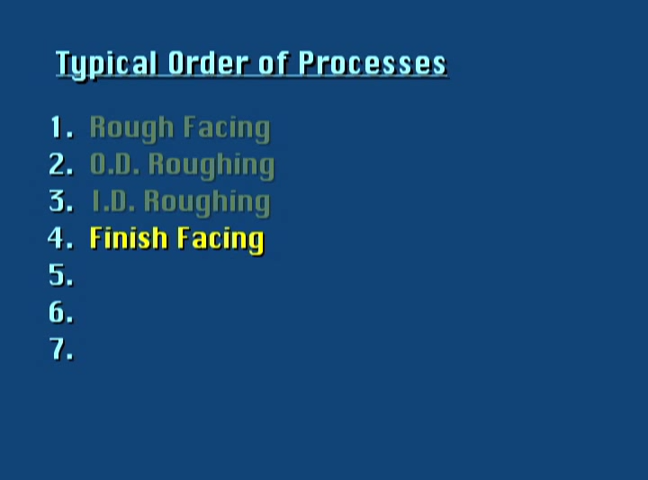 Typical Order of Processes
1. Rough Facing
2. O.D. Roughing
3. I.D. Roughing
4. Finish Facing
5.
6.
7.